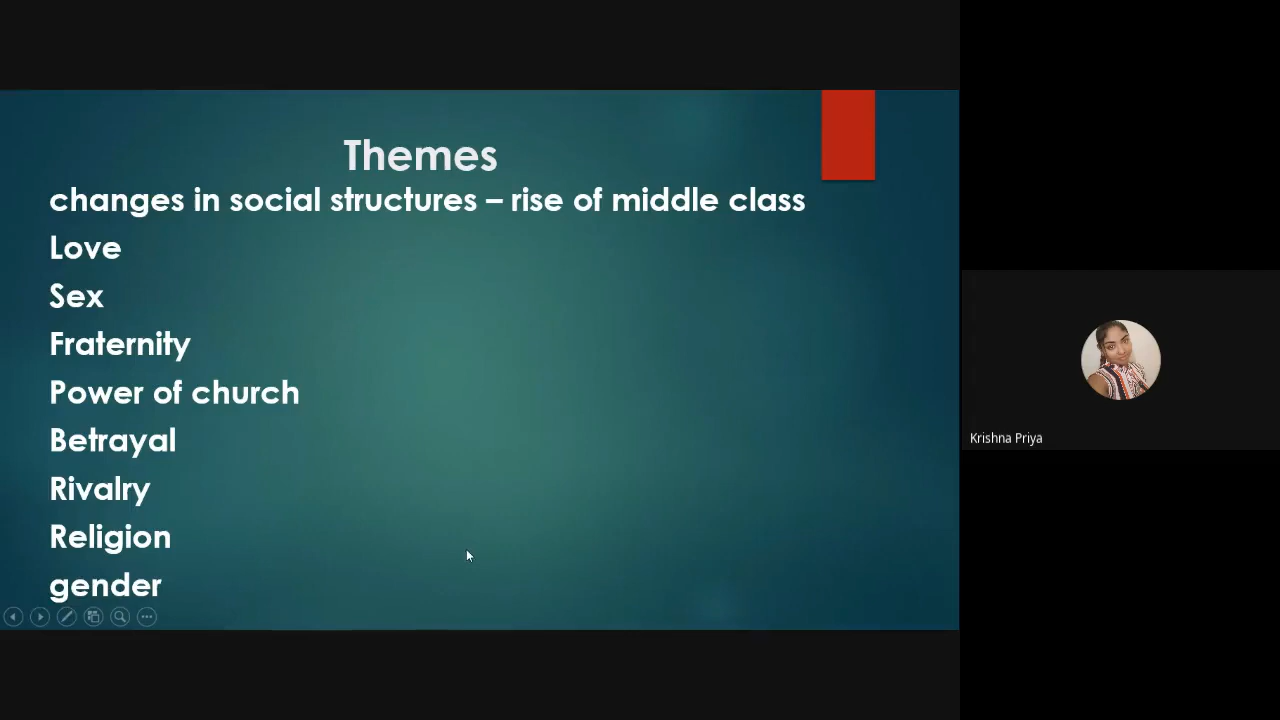 Themes
changes in social structures – rise of middle class
Love
Sex
Fraternity
Power of church
Betrayal
Rivalry
Religion
gender
Krishna Priya